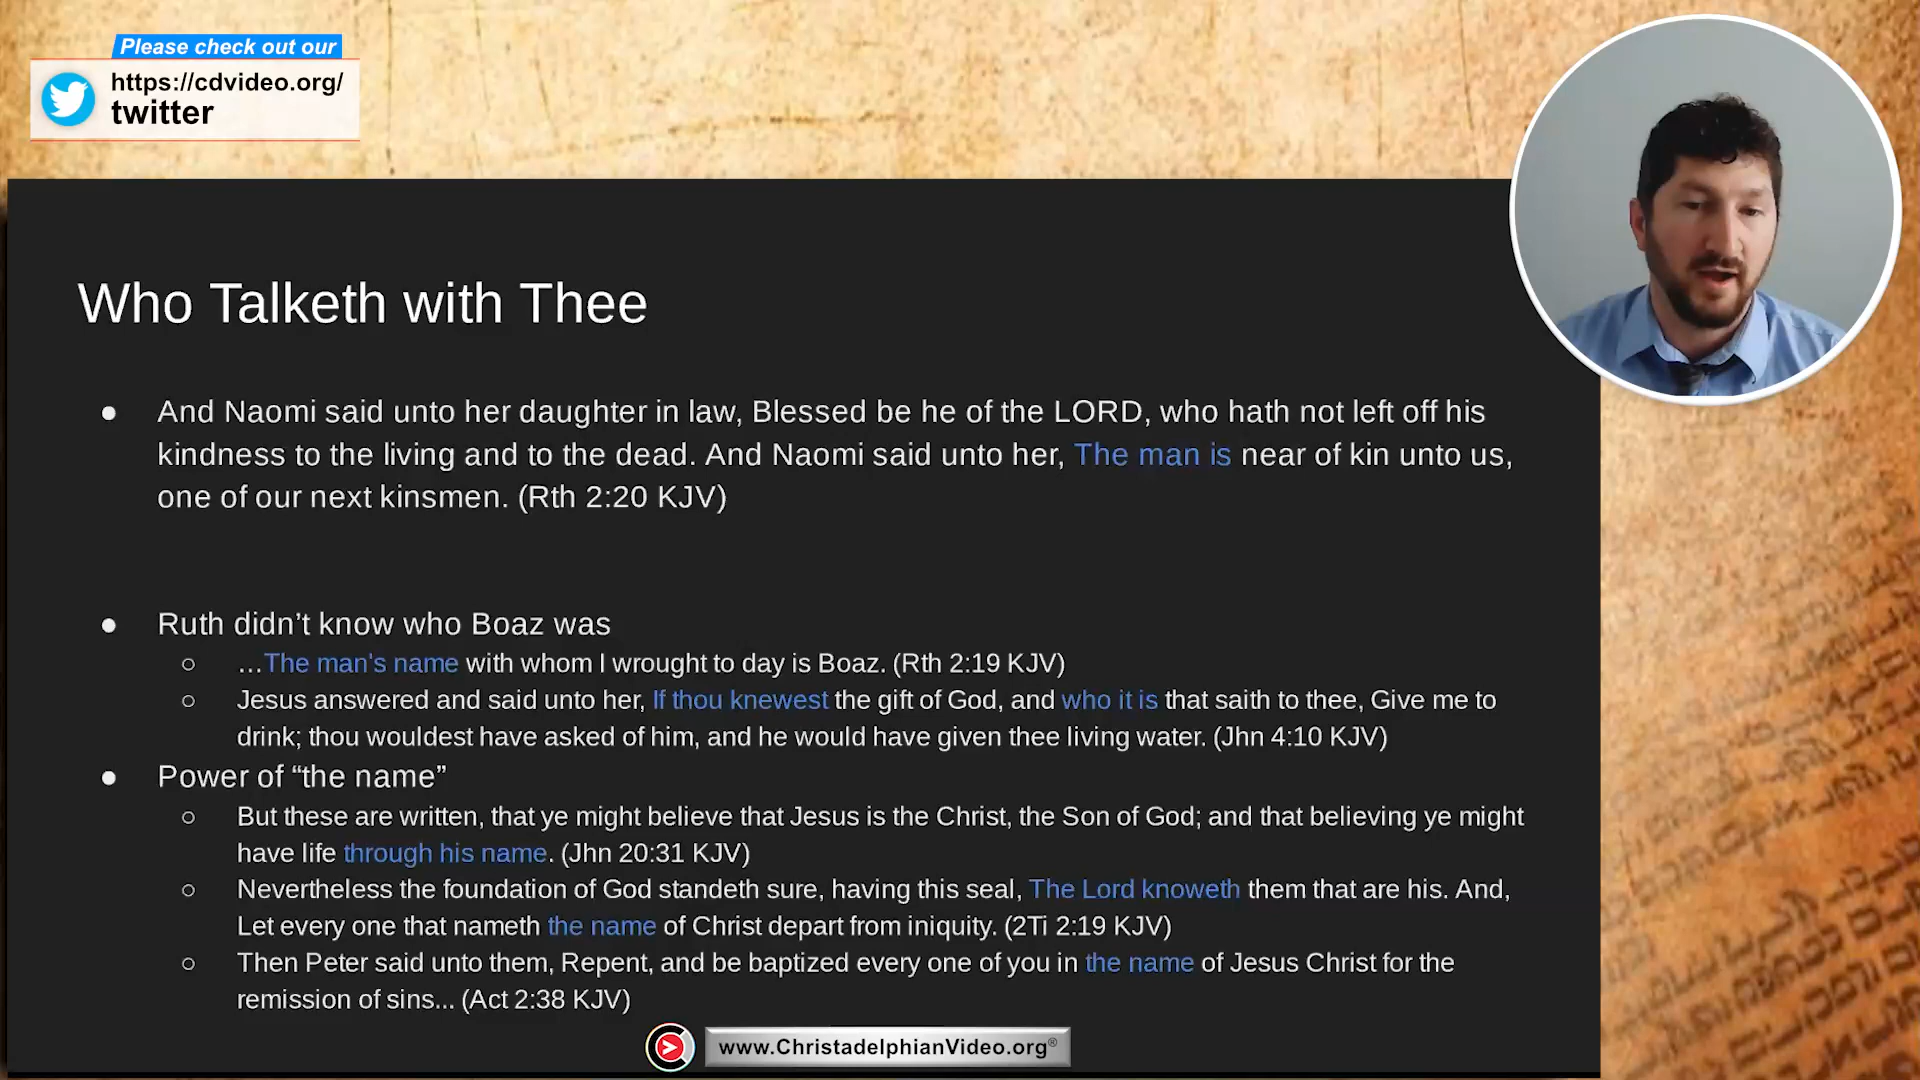 Please check out our
https://cdvideo.org/
twitter
Who Talketh with Thee
● And Naomi said unto her daughter in law, Blessed be he of the LORD, who hath not left off his
kindness to the living and to the dead. And Naomi said unto her, The man is near of kin unto us,
one of our next kinsmen. (Rth 2:20 KJV)
● Ruth didn’t know who Boaz was
○ …The man's name with whom I wrought to day is Boaz. (Rth 2:19 KJV)
○ Jesus answered and said unto her, If thou knewest the gift of God, and who it is that saith to thee, Give me to
drink; thou wouldest have asked of him, and he would have given thee living water. (Jhn 4:10 KJV)
● Power of “the name”
○ But these are written, that ye might believe that Jesus is the Christ, the Son of God; and that believing ye might
have life through his name. (Jhn 20:31 KJV)
○ Nevertheless the foundation of God standeth sure, having this seal, The Lord knoweth them that are his. And,
Let every one that nameth the name of Christ depart from iniquity. (2Ti 2:19 KJV)
○ Then Peter said unto them, Repent, and be baptized every one of you in the name of Jesus Christ for the
remission of sins... (Act 2:38 KJV)
www.ChristadelphianVideo.org®